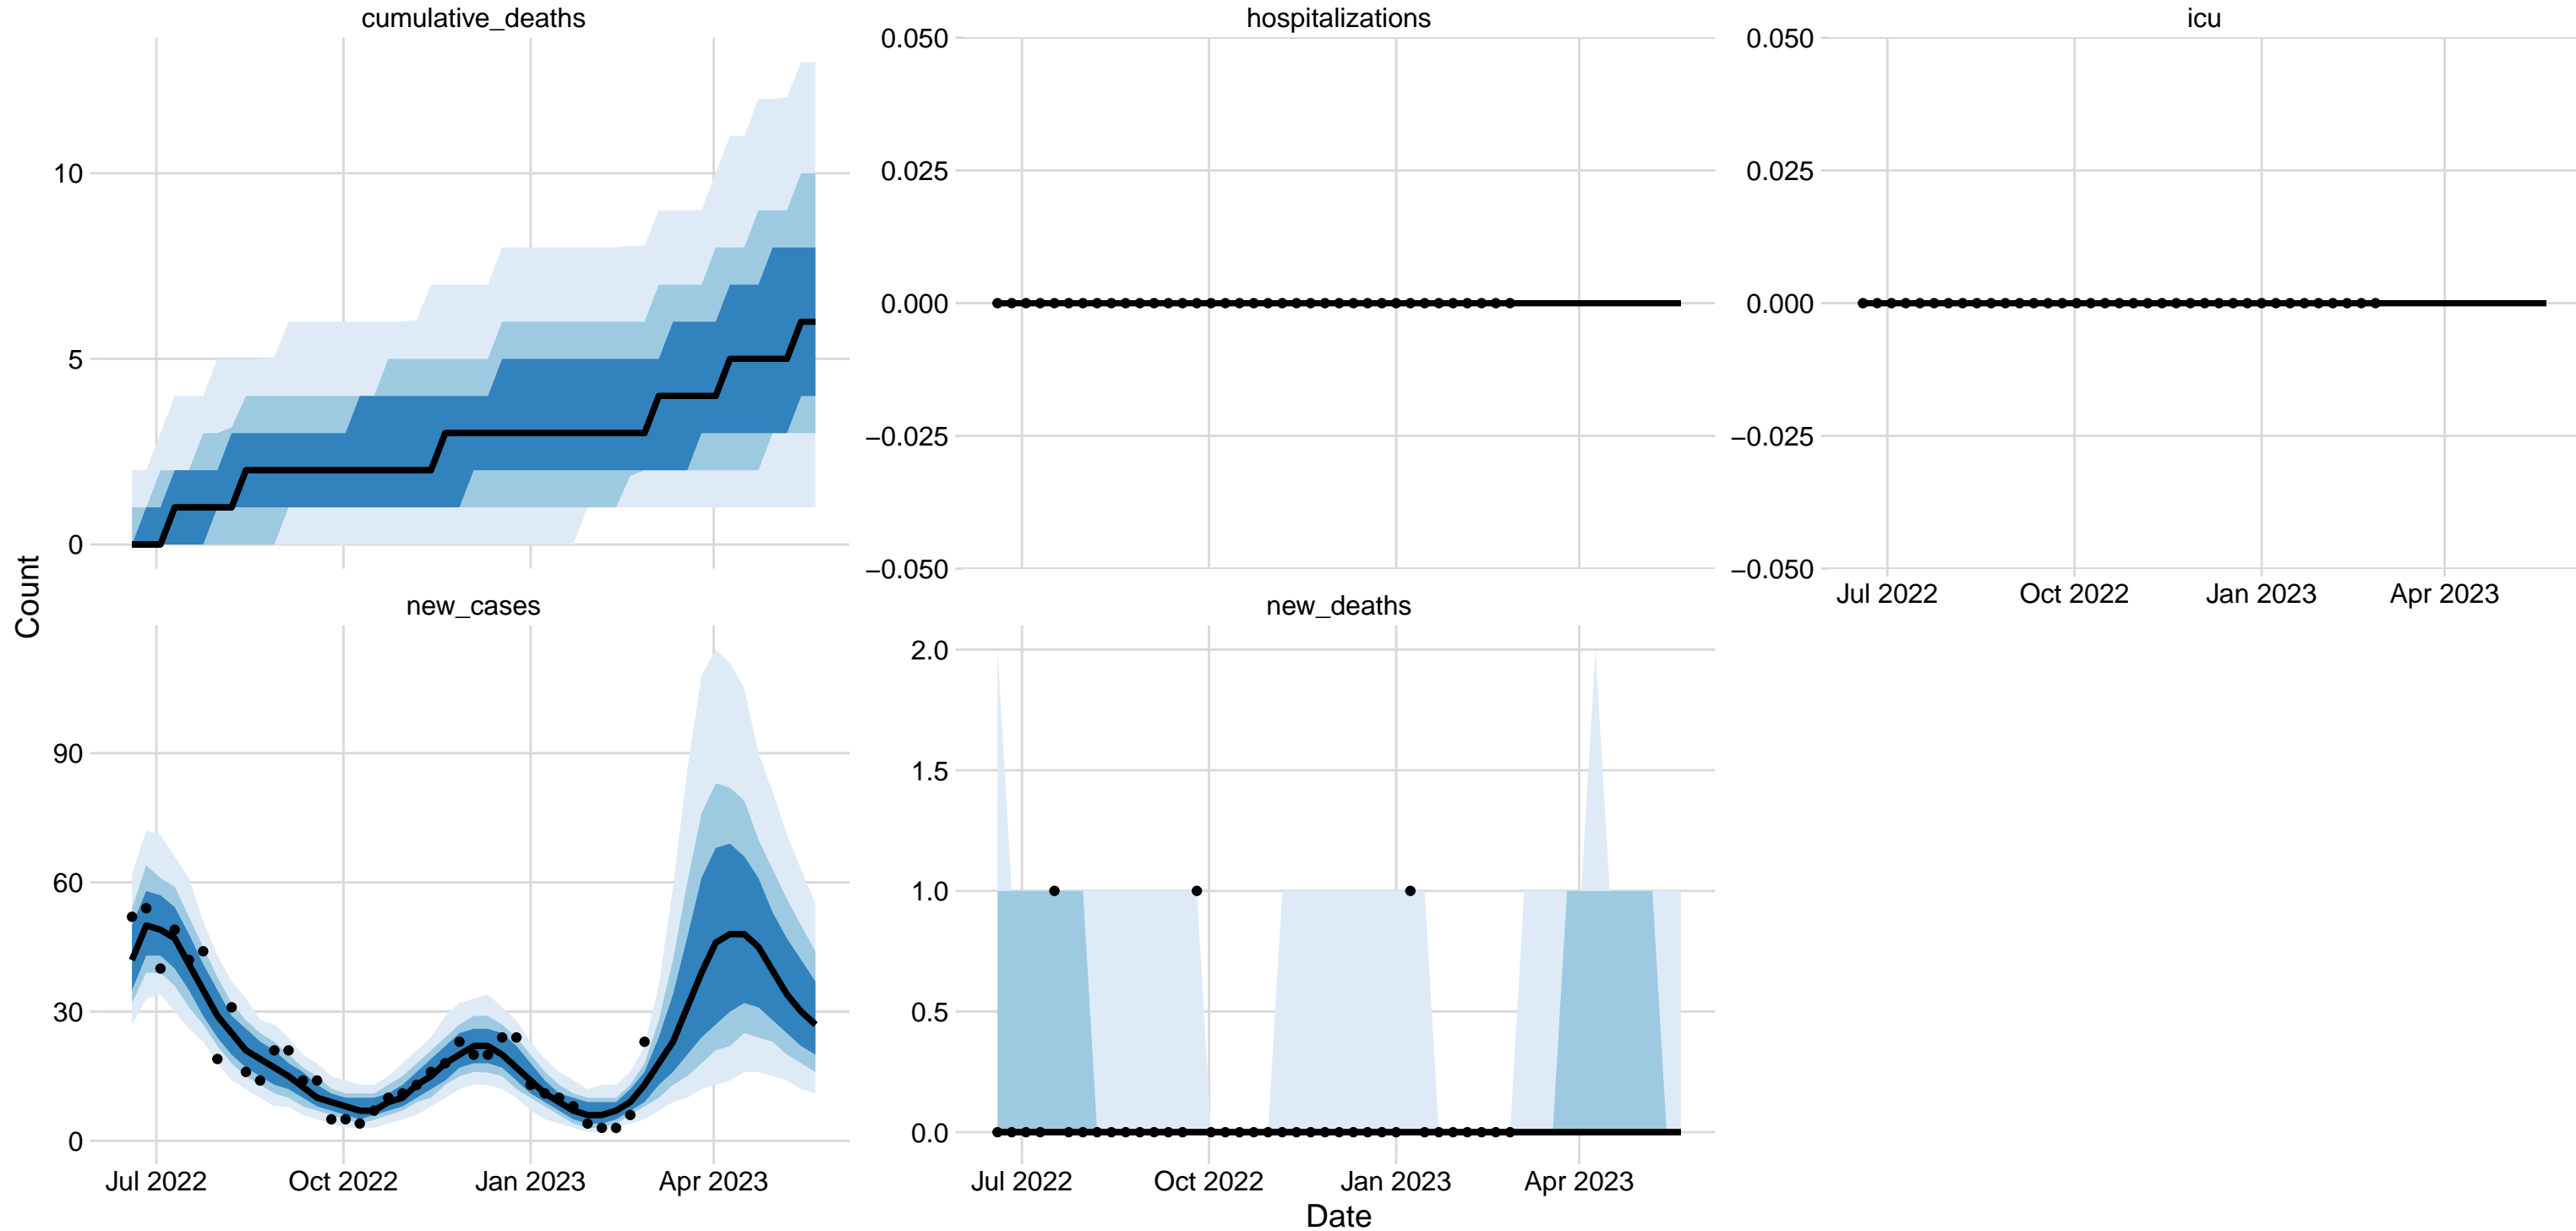 cumulative_deaths
10
5
0
hospitalizations
0.050
0.025
0.000
−0.025
−0.050
icu
0.050
0.025
0.000
−0.025
−0.050
Jul 2022 Oct 2022 Jan 2023 Apr 2023
Count
new_cases
90
60
30
0
Jul 2022 Oct 2022 Jan 2023 Apr 2023
new_deaths
2.0
1.5
1.0
0.5
0.0
Jul 2022 Oct 2022 Jan 2023 Apr 2023
Date